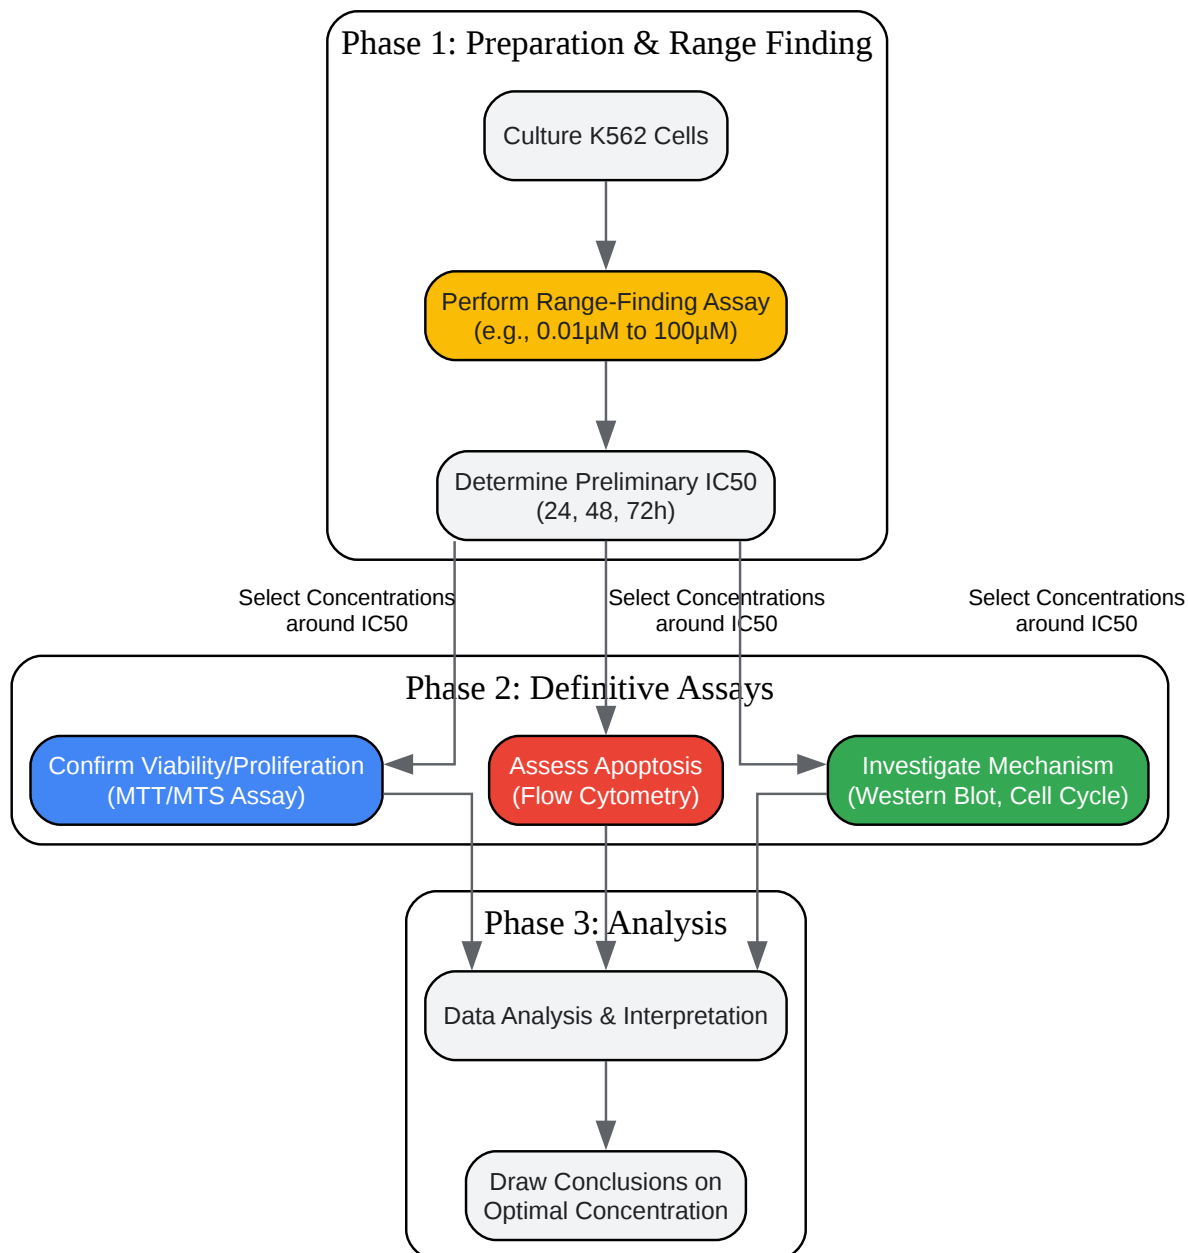 Phase 1: Preparation & Range Finding
Culture K562 Cells
Perform Range-Finding Assay
(e.g., 0.01µM to 100µM)
Determine Preliminary IC50
(24, 48, 72h)
Select Concentrations
around IC50
Select Concentrations
around IC50
Select Concentrations
around IC50
Phase 2: Definitive Assays
Confirm Viability/Proliferation
(MTT/MTS Assay)
Assess Apoptosis
(Flow Cytometry)
Investigate Mechanism
(Western Blot, Cell Cycle)
Phase 3: Analysis
Data Analysis & Interpretation
Draw Conclusions on
Optimal Concentration